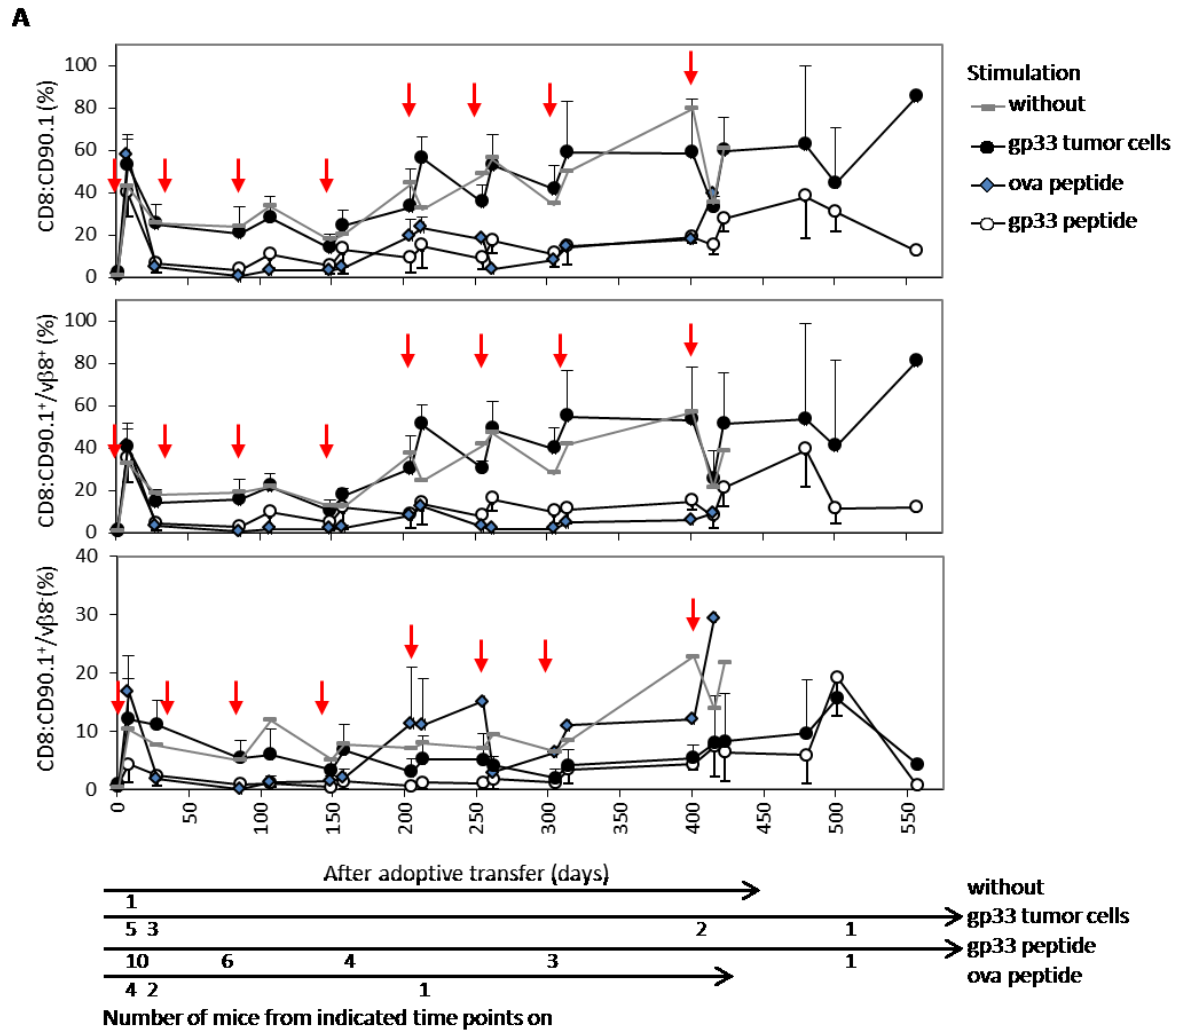 A
CD8:CD90.1 (%)
100
80
60
40
20
0
Stimulation
without
gp33 tumor cells
ova peptide
gp33 peptide
CD8:CD90.1⁺/vβ8⁺ (%)
100
80
60
40
20
0
CD8:CD90.1⁺/vβ8⁻(%)
40
30
20
10
0
0 50 100 150 200 250 300 350 400 450 500 550
After adoptive transfer (days)
without
1
gp33 tumor cells
5 3 2 1
gp33 peptide
10 6 4 3 1
ova peptide
4 2 1
Number of mice from indicated time points on